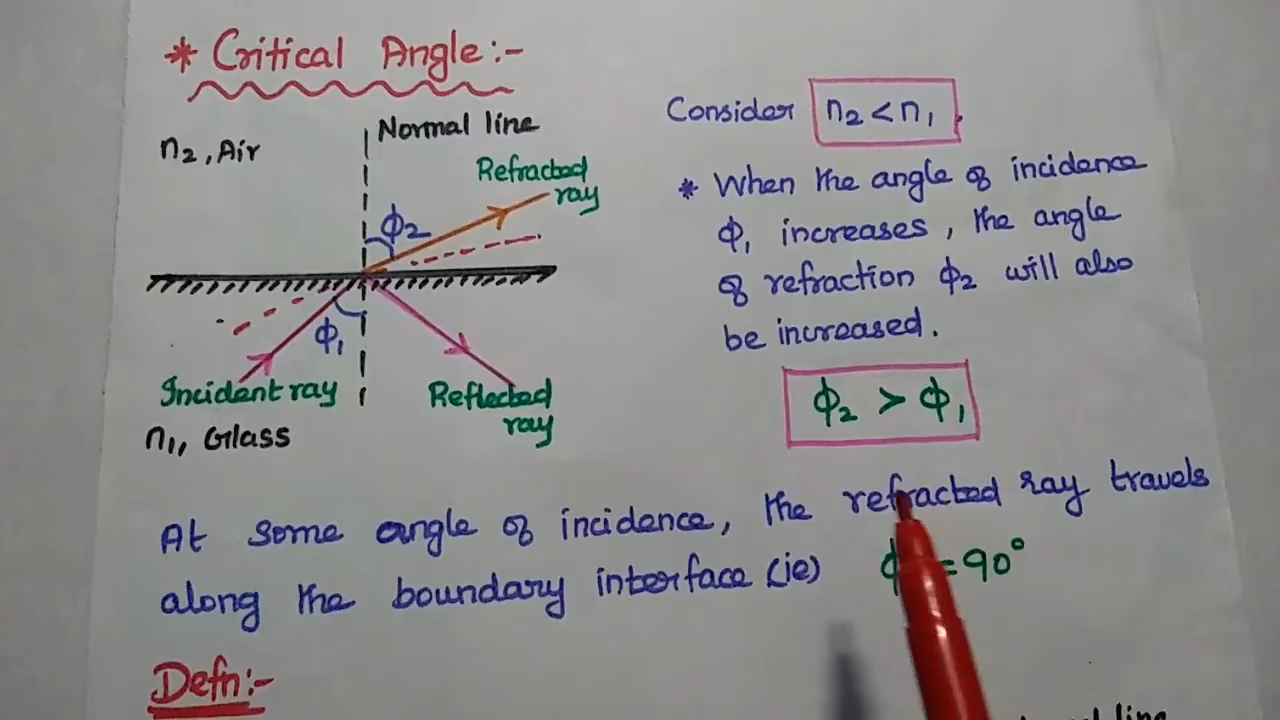 * Critical Angle:-
n₂, Air
Normal line
Refracted
ray
ϕ₂
ϕ₁
Incident ray
Reflected
ray
n₁, Glass
Consider n₂ < n₁.
* When the angle of incidence
ϕ₁ increases, the angle
of refraction ϕ₂ will also
be increased.
ϕ₂ > ϕ₁
At some angle of incidence, the refracted ray travels
along the boundary interface (ie) ϕ = 90°
Defn:-
line